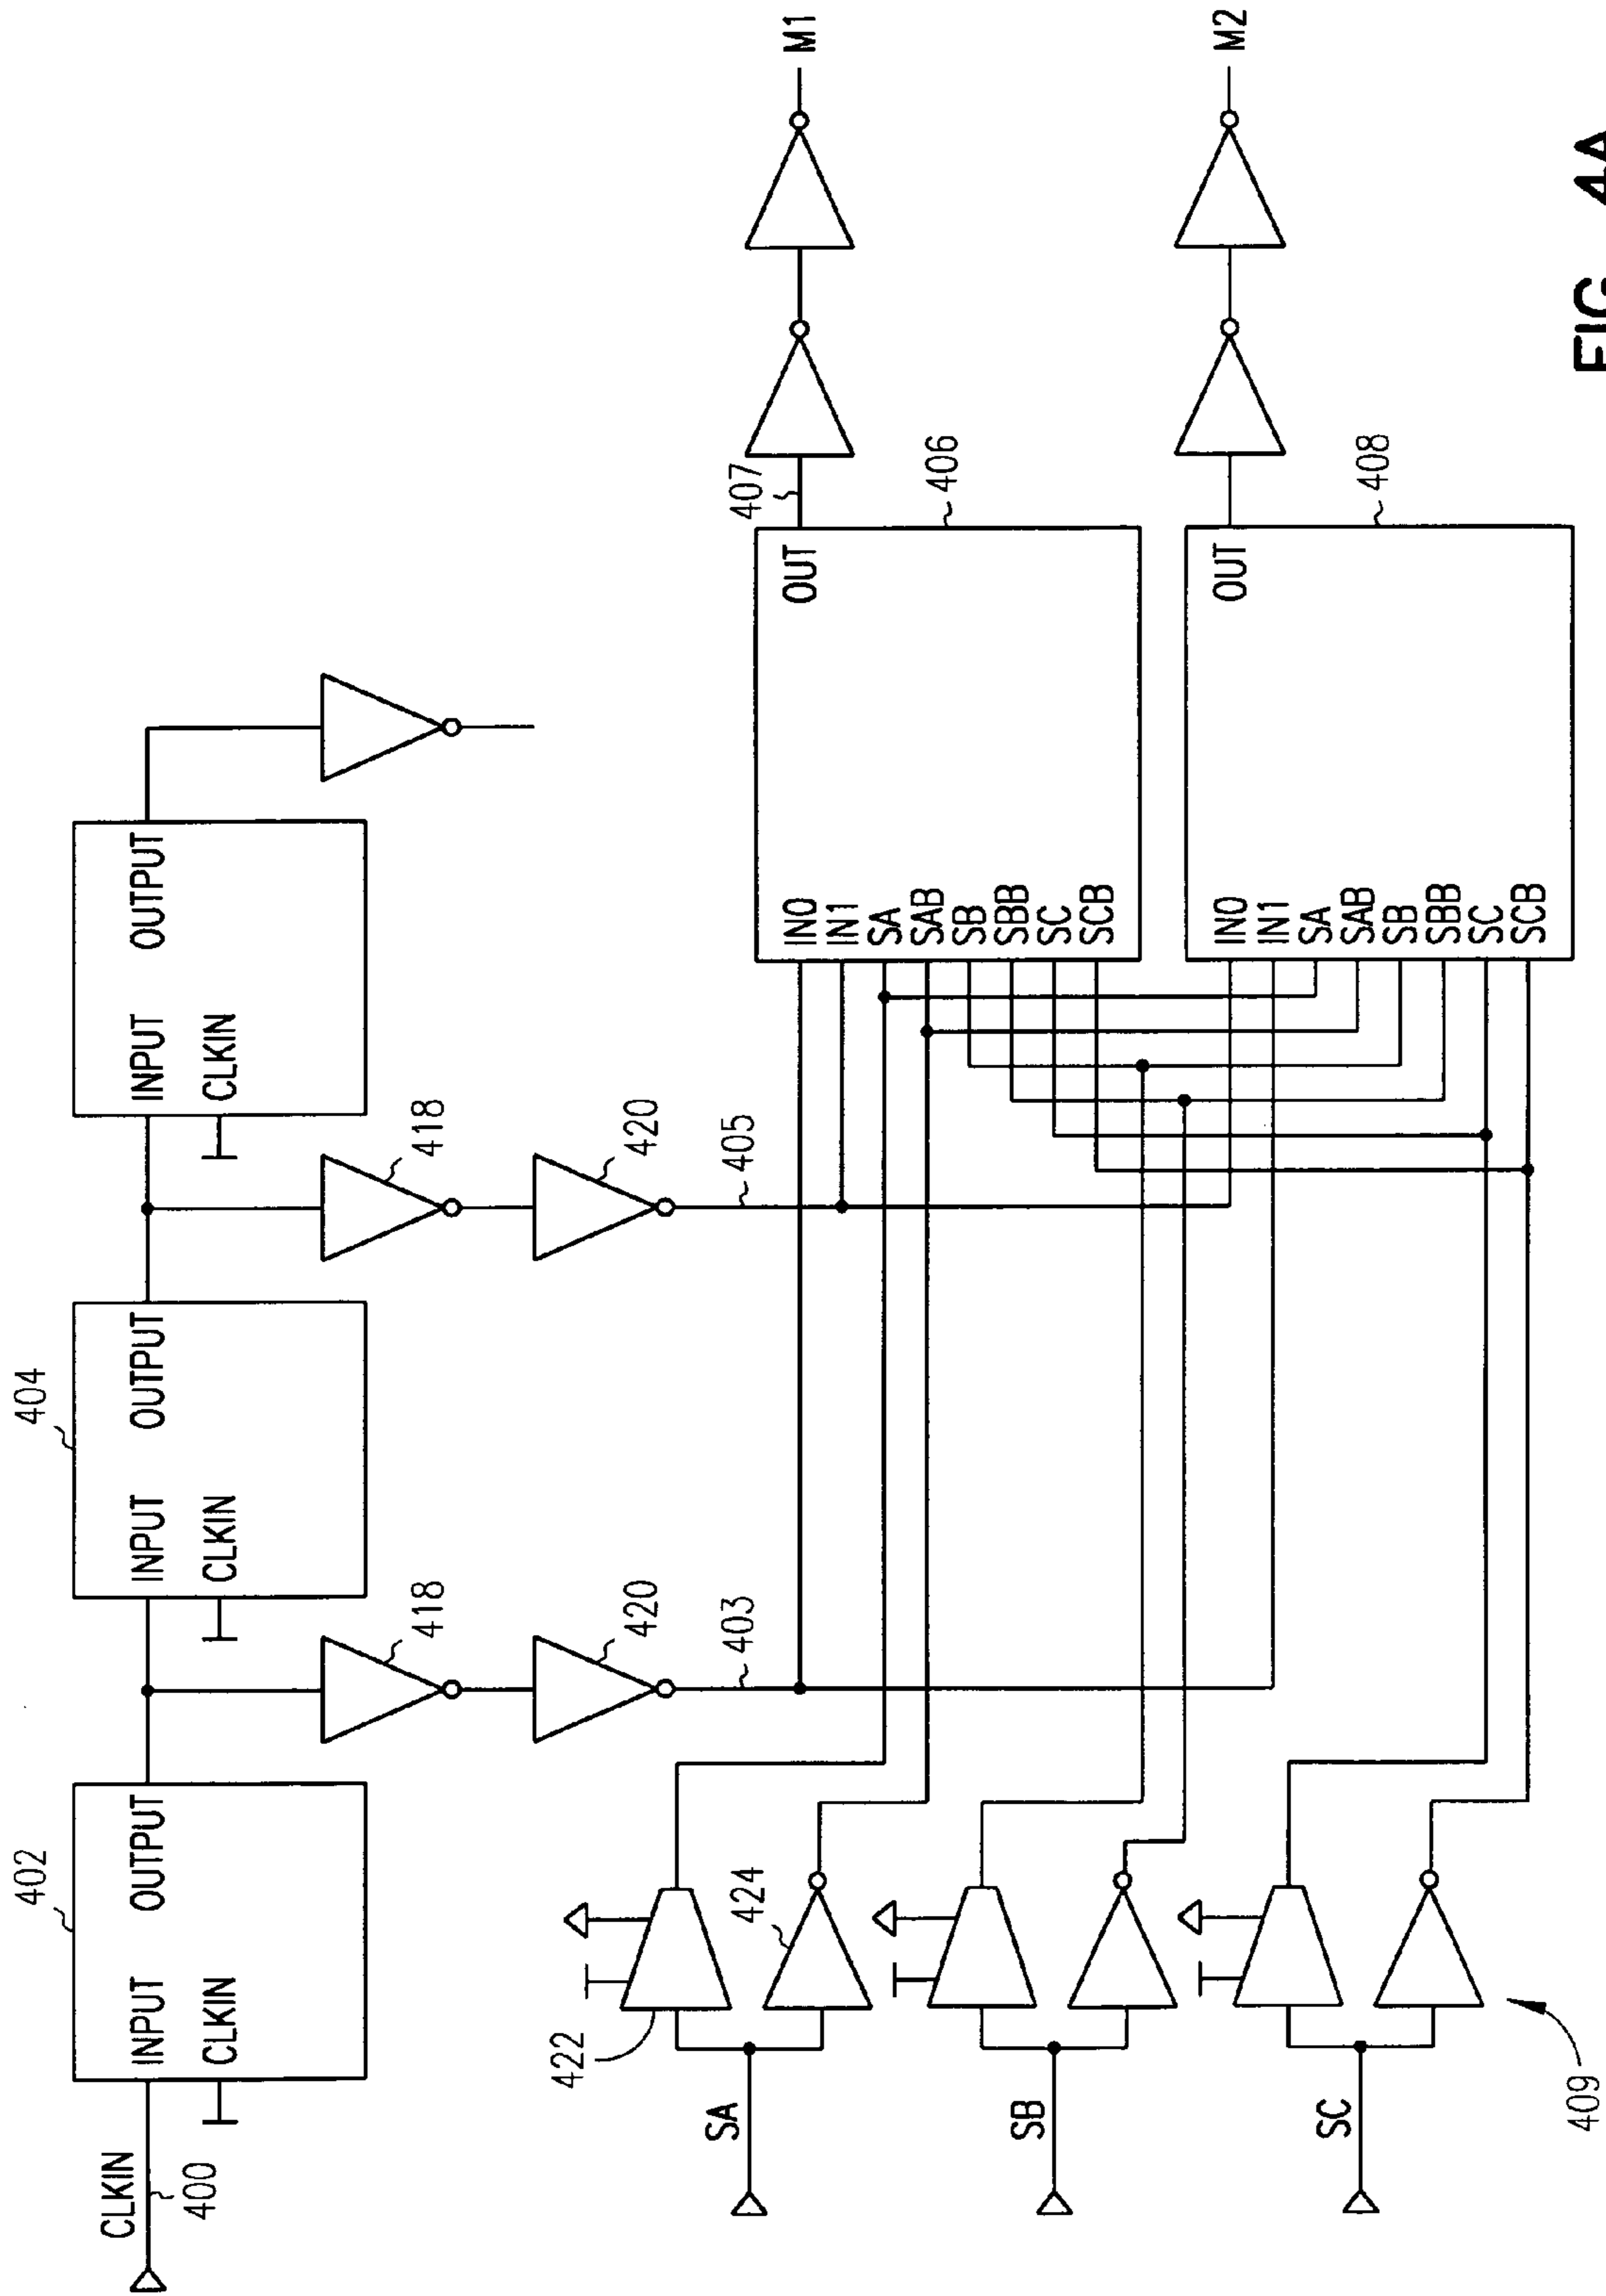 402
404
INPUT OUTPUT
INPUT OUTPUT
INPUT OUTPUT
CLKIN
400
CLKIN
CLKIN
CLKIN
418
418
420
420
403
405
422
SA
424
SB
SC
409
407
M1
IN0
IN1
SA
SAB
SB
SBB
SC
SCB
OUT
406
M2
IN0
IN1
SA
SAB
SB
SBB
SC
SCB
OUT
408
FIG. 4A